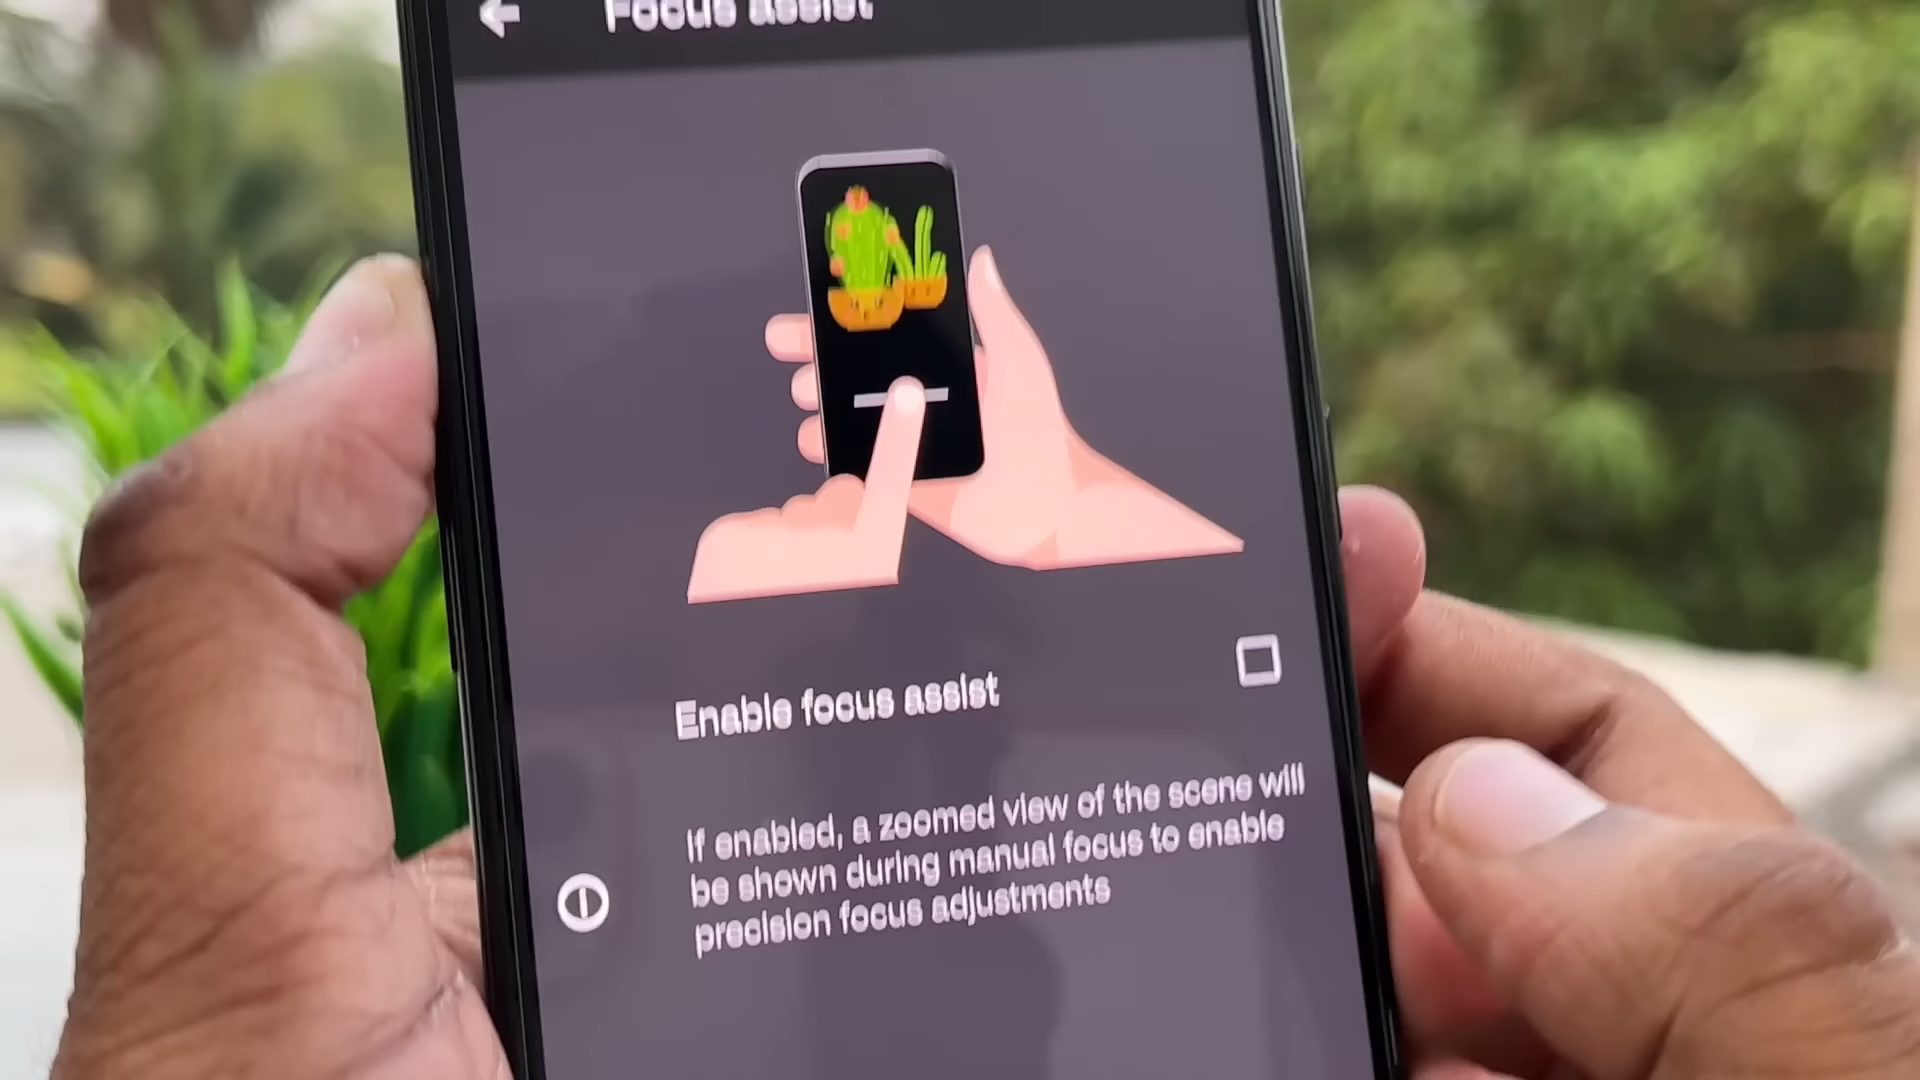 Focus assist
Enable focus assist
If enabled, a zoomed view of the scene will
be shown during manual focus to enable
precision focus adjustments